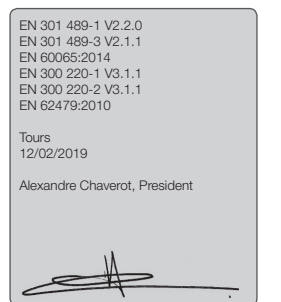 EN 301 489-1 V2.2.0
EN 301 489-3 V2.1.1
EN 60065:2014
EN 300 220-1 V3.1.1
EN 300 220-2 V3.1.1
EN 62479:2010
Tours
12/02/2019
Alexandre Chaverot, President